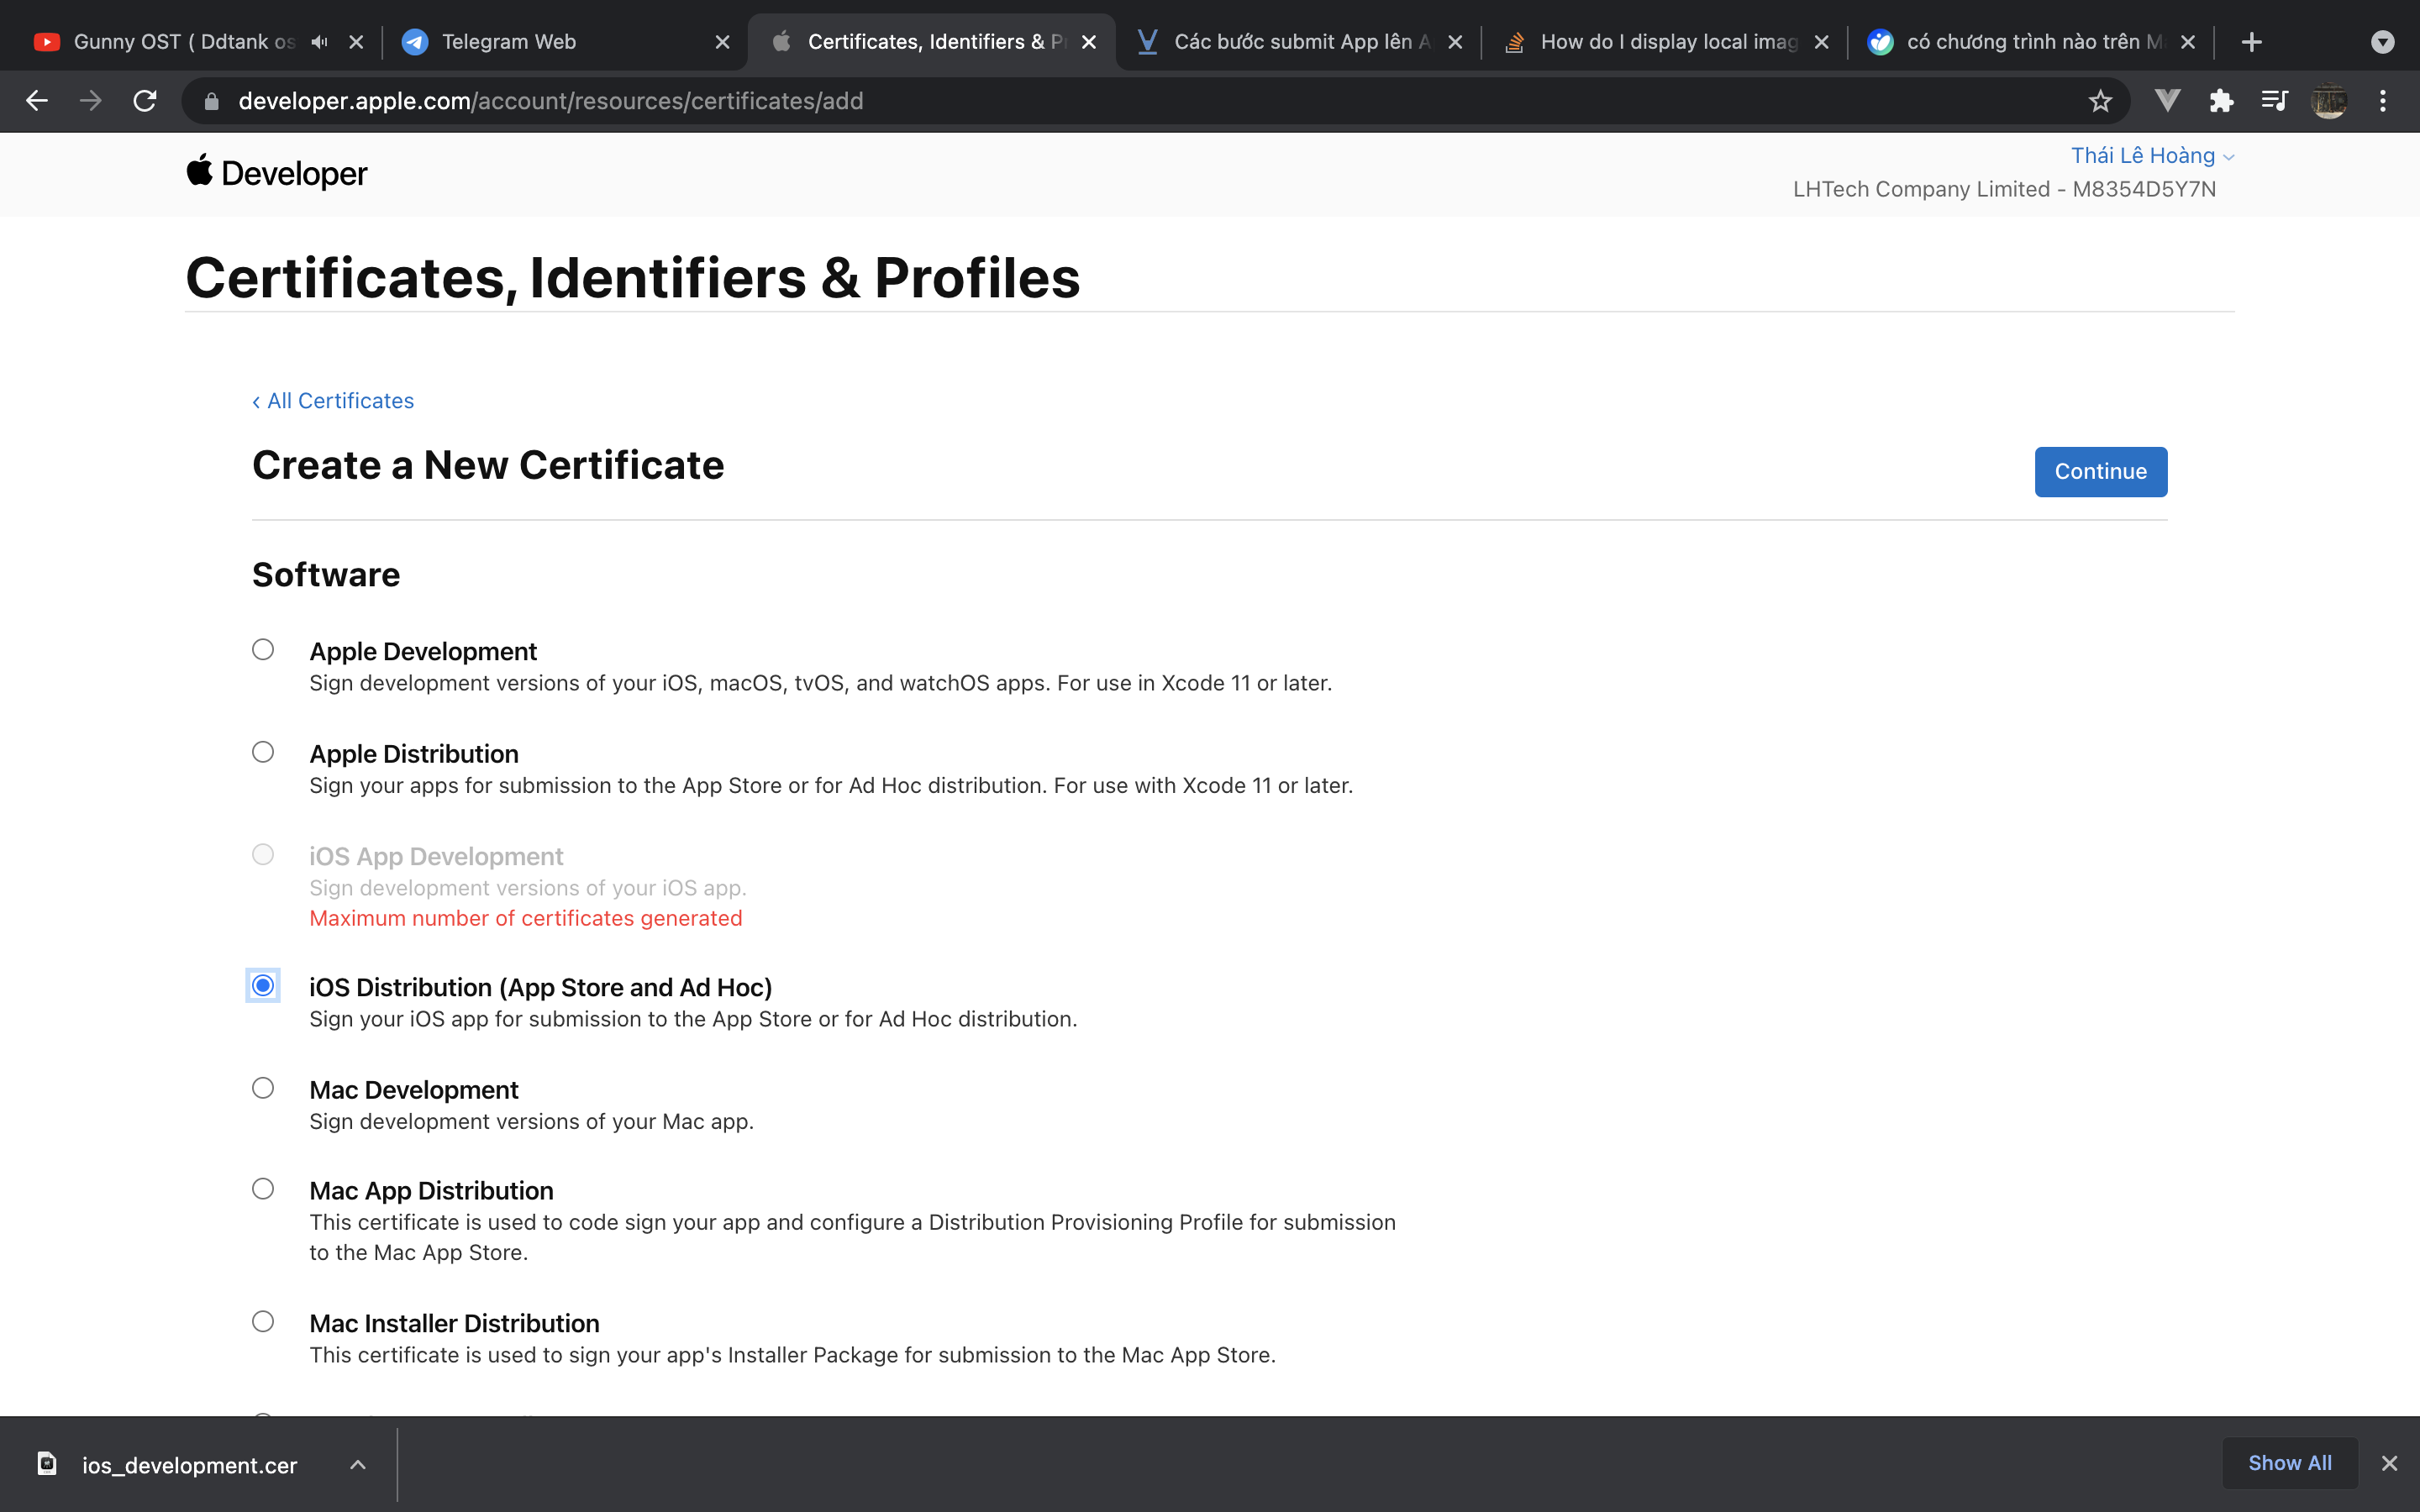 Gunny OST ( Ddtank os
Telegram Web
Certificates, Identifiers & P
Các bước submit App lên A
How do I display local imag
có chương trình nào trên M
developer.apple.com/account/resources/certificates/add
Developer
Thái Lê Hoàng
LHTech Company Limited - M8354D5Y7N
Certificates, Identifiers & Profiles
‹ All Certificates
Create a New Certificate
Continue
Software
Apple Development
Sign development versions of your iOS, macOS, tvOS, and watchOS apps. For use in Xcode 11 or later.
Apple Distribution
Sign your apps for submission to the App Store or for Ad Hoc distribution. For use with Xcode 11 or later.
iOS App Development
Sign development versions of your iOS app.
Maximum number of certificates generated
iOS Distribution (App Store and Ad Hoc)
Sign your iOS app for submission to the App Store or for Ad Hoc distribution.
Mac Development
Sign development versions of your Mac app.
Mac App Distribution
This certificate is used to code sign your app and configure a Distribution Provisioning Profile for submission
to the Mac App Store.
Mac Installer Distribution
This certificate is used to sign your app's Installer Package for submission to the Mac App Store.
ios_development.cer
Show All